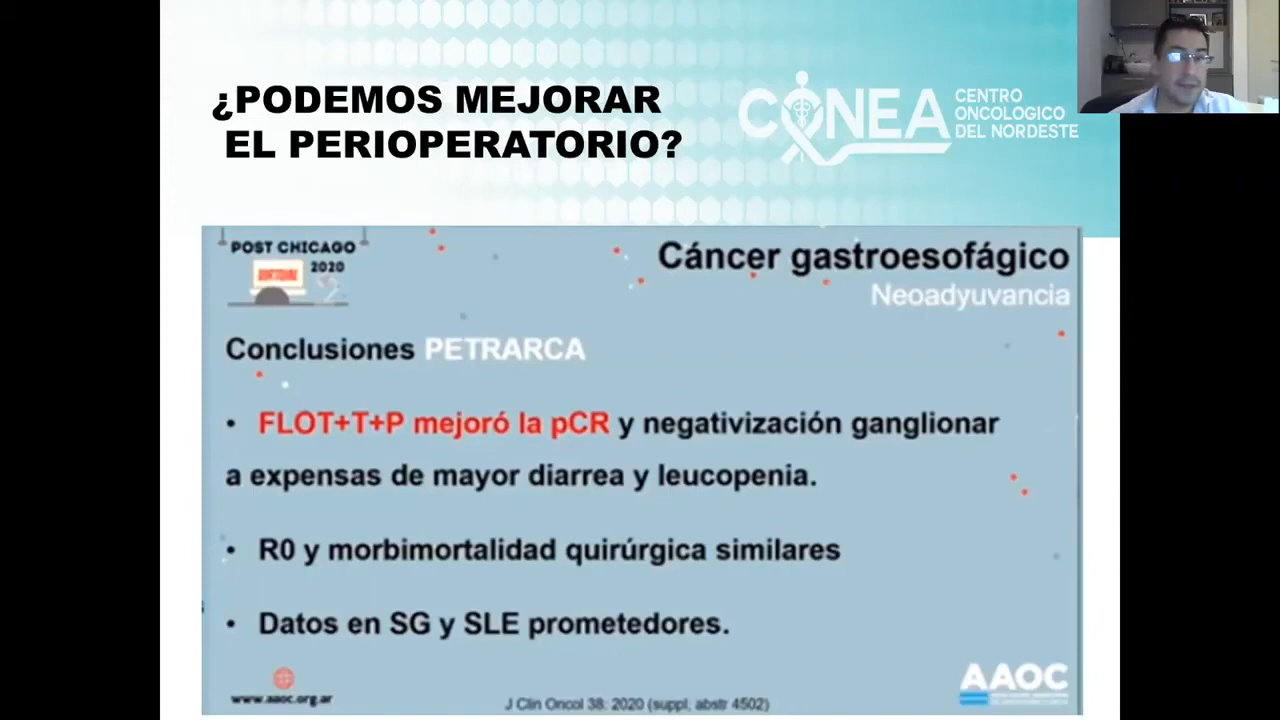 ¿PODEMOS MEJORAR
EL PERIOPERATORIO?
CONEA
CENTRO
ONCOLOGICO
DEL NORDESTE
POST CHICAGO
2020
Cáncer gastroesofágico
Neoadyuvancia
Conclusiones PETRARCA
• FLOT+T+P mejoró la pCR y negativización ganglionar
a expensas de mayor diarrea y leucopenia.
• R0 y morbimortalidad quirúrgica similares
• Datos en SG y SLE prometedores.
www.aaoc.org.ar
J Clin Oncol 38: 2020 (suppl, abstr 4502)
AAOC